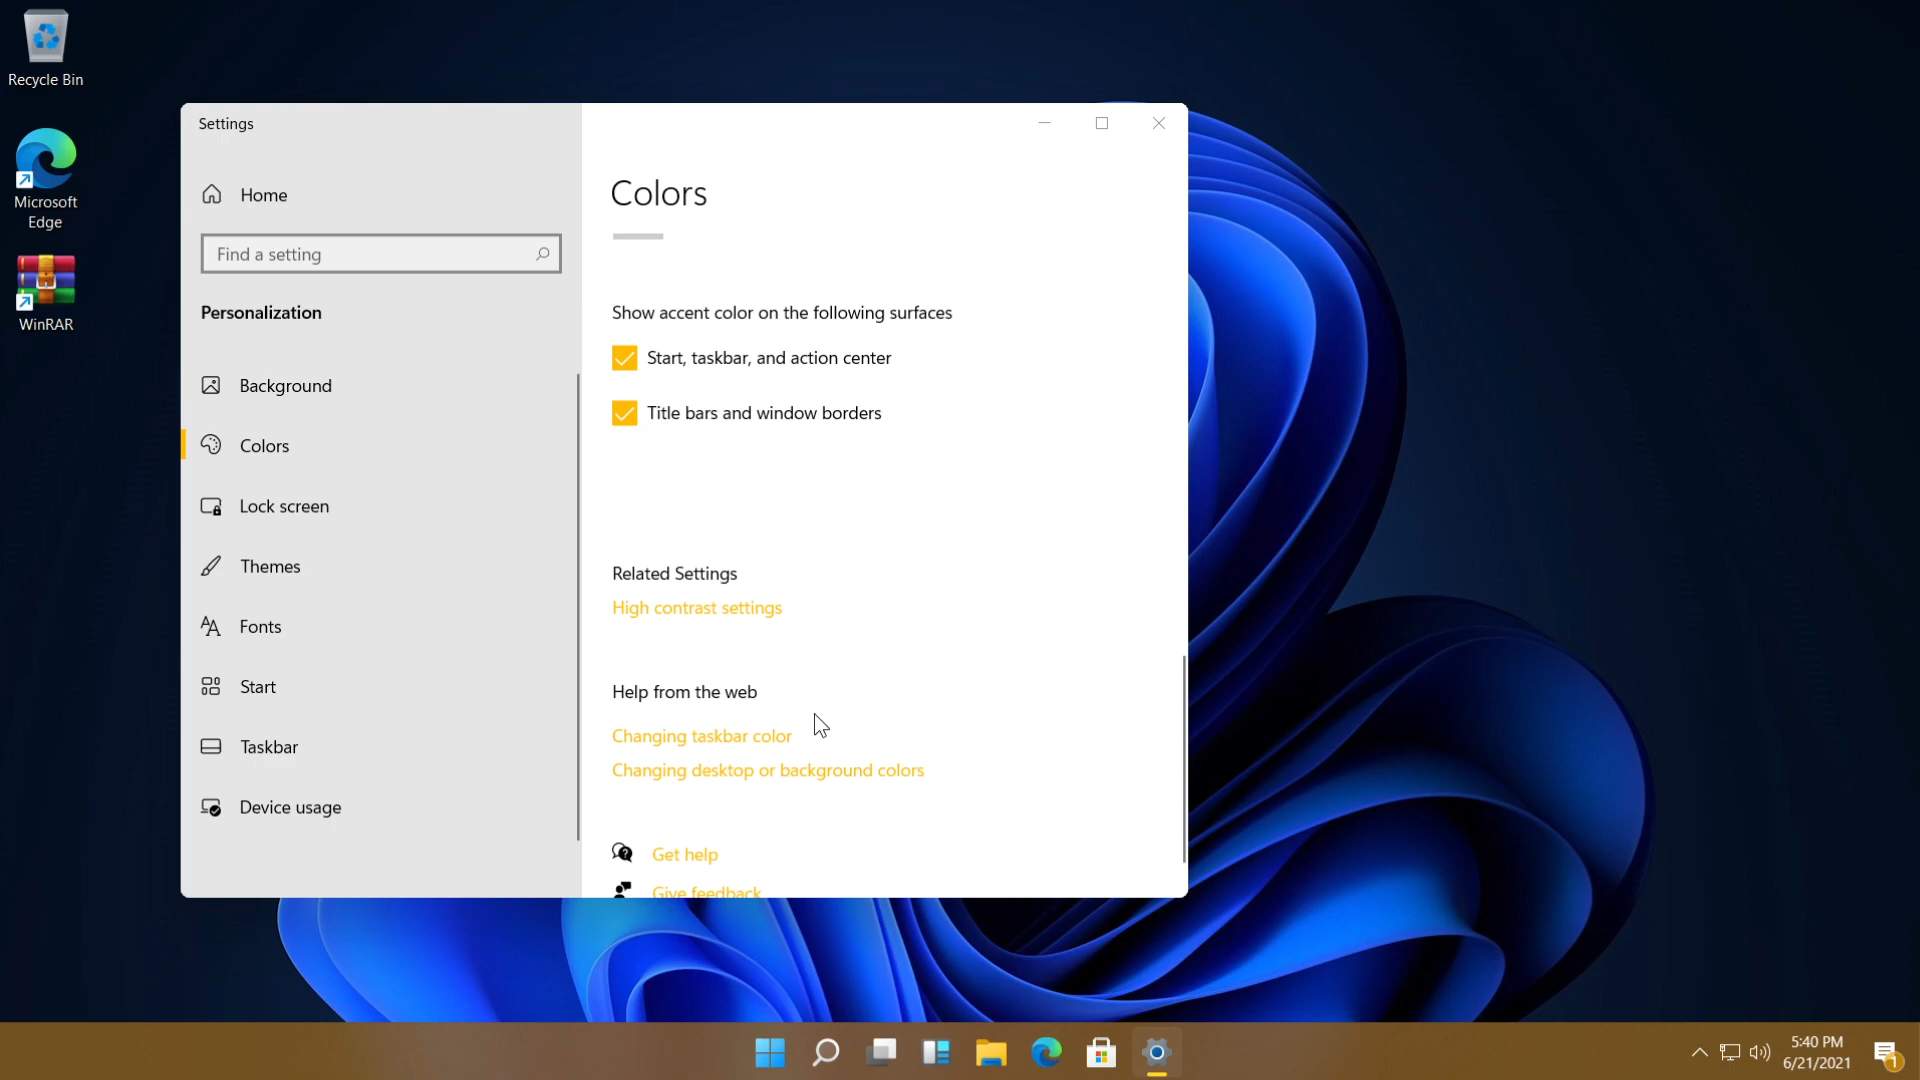 Recycle Bin
Microsoft
Edge
WinRAR
Settings
Home
Find a setting
Personalization
Background
Colors
Lock screen
Themes
Fonts
Start
Taskbar
Device usage
Colors
Show accent color on the following surfaces
Start, taskbar, and action center
Title bars and window borders
Related Settings
High contrast settings
Help from the web
Changing taskbar color
Changing desktop or background colors
Get help
Give feedback
5:40 PM
6/21/2021
1